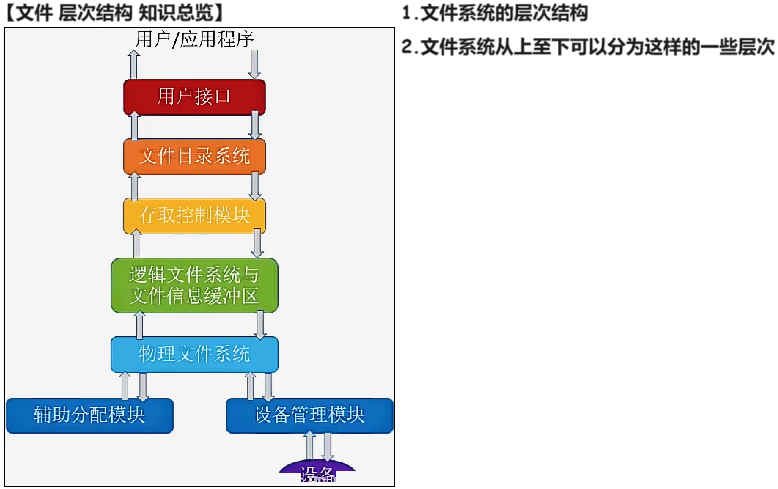 【文件 层次结构 知识总览】
用户/应用程序
用户接口
文件目录系统
存取控制模块
逻辑文件系统与
文件信息缓冲区
物理文件系统
辅助分配模块
设备管理模块
设备
1.文件系统的层次结构
2.文件系统从上至下可以分为这样的一些层次